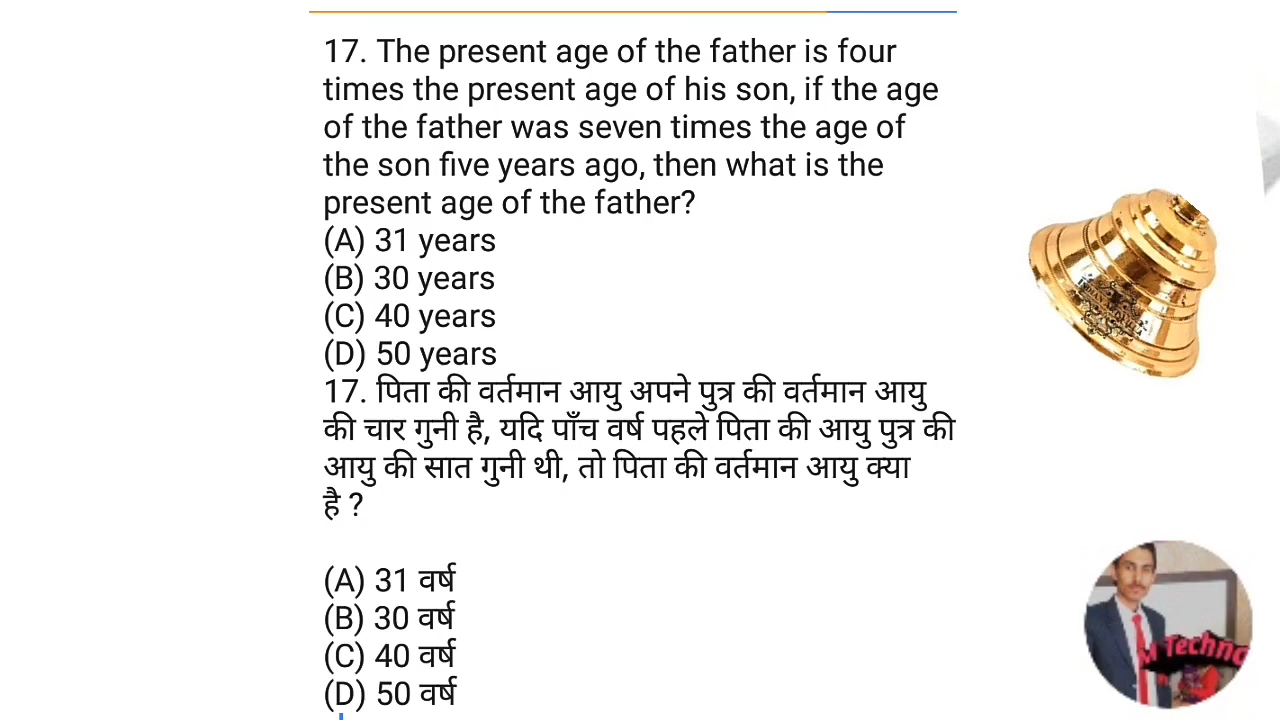 17. The present age of the father is four
times the present age of his son, if the age
of the father was seven times the age of
the son five years ago, then what is the
present age of the father?
(A) 31 years
(B) 30 years
(C) 40 years
(D) 50 years
17. पिता की वर्तमान आयु अपने पुत्र की वर्तमान आयु
की चार गुनी है, यदि पाँच वर्ष पहले पिता की आयु पुत्र की
आयु की सात गुनी थी, तो पिता की वर्तमान आयु क्या
है ?
(A) 31 वर्ष
(B) 30 वर्ष
(C) 40 वर्ष
(D) 50 वर्ष
M Techno